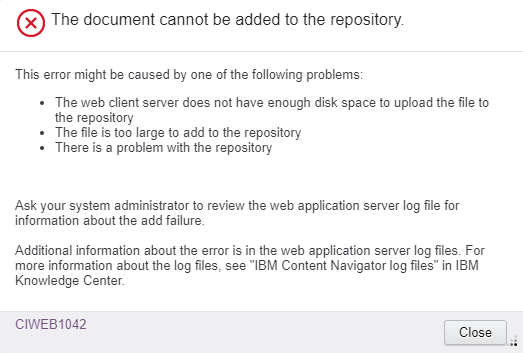 The document cannot be added to the repository.
This error might be caused by one of the following problems:
• The web client server does not have enough disk space to upload the file to
the repository
• The file is too large to add to the repository
• There is a problem with the repository
Ask your system administrator to review the web application server log file for
information about the add failure.
Additional information about the error is in the web application server log files. For
more information about the log files, see "IBM Content Navigator log files" in IBM
Knowledge Center.
CIWEB1042
Close